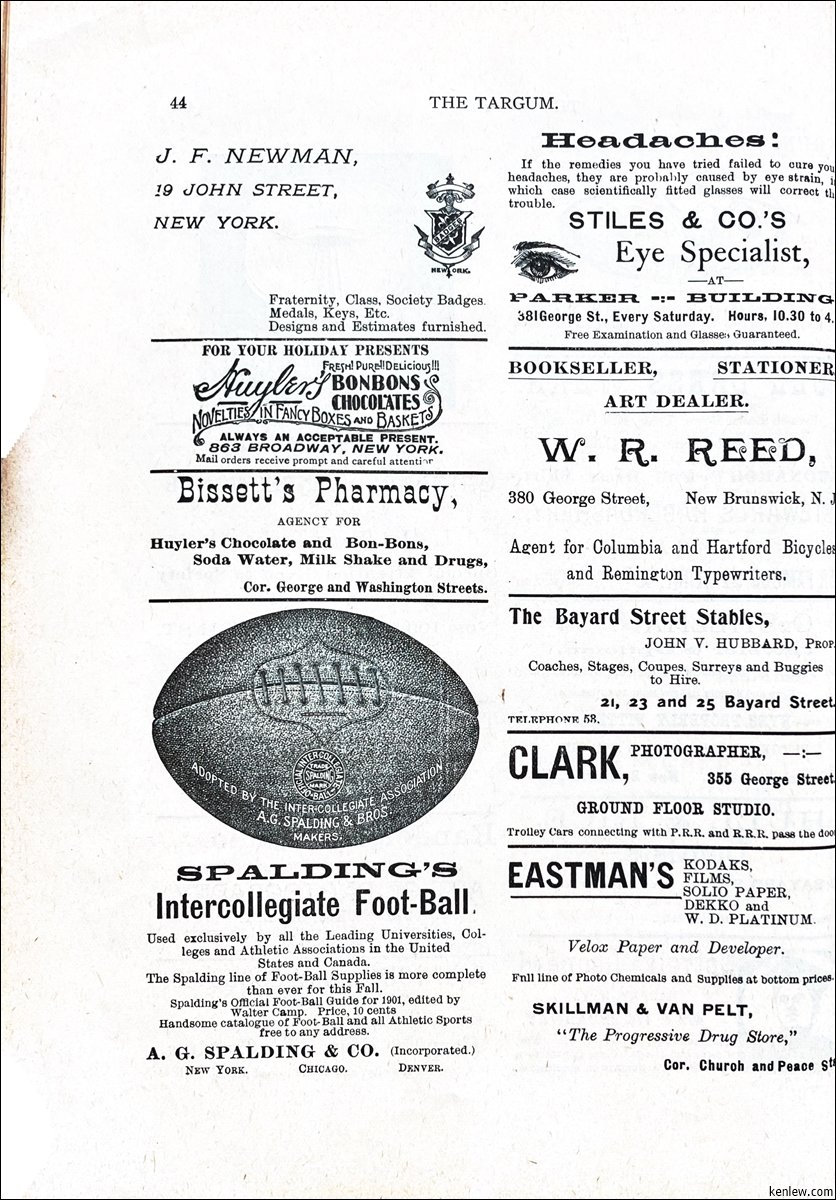 44
THE TARGUM.
J. F. NEWMAN,
19 JOHN STREET,
NEW YORK.
BADGES
NEW YORK.
Fraternity, Class, Society Badges.
Medals, Keys, Etc.
Designs and Estimates furnished.
FOR YOUR HOLIDAY PRESENTS
FRESH! PURE!! DELICIOUS!!!
Huyler's BONBONS
CHOCOLATES
NOVELTIES IN FANCY BOXES AND BASKETS
ALWAYS AN ACCEPTABLE PRESENT.
863 BROADWAY, NEW YORK.
Mail orders receive prompt and careful attention
Bissett's Pharmacy,
AGENCY FOR
Huyler's Chocolate and Bon-Bons,
Soda Water, Milk Shake and Drugs,
Cor. George and Washington Streets.
INTERCOLLEGIATE
TRADE
SPALDING
MARK
FOOT-BALL
ADOPTED BY THE INTER-COLLEGIATE ASSOCIATION
A.G. SPALDING & BROS.
MAKERS.
SPALDING'S
Intercollegiate Foot-Ball.
Used exclusively by all the Leading Universities, Col-
leges and Athletic Associations in the United
States and Canada.
The Spalding line of Foot-Ball Supplies is more complete
than ever for this Fall.
Spalding's Official Foot-Ball Guide for 1901, edited by
Walter Camp. Price, 10 cents
Handsome catalogue of Foot-Ball and all Athletic Sports
free to any address.
A. G. SPALDING & CO. (Incorporated.)
NEW YORK. CHICAGO. DENVER.
Headaches!
If the remedies you have tried failed to cure you
headaches, they are probably caused by eye strain, i
which case scientifically fitted glasses will correct th
trouble.
STILES & CO.'S
Eye Specialist,
—AT—
PARKER -:- BUILDING
381 George St., Every Saturday. Hours, 10.30 to 4.
Free Examination and Glasses Guaranteed.
BOOKSELLER, STATIONER
ART DEALER.
W. R. REED,
380 George Street, New Brunswick, N. J
Agent for Columbia and Hartford Bicycles
and Remington Typewriters.
The Bayard Street Stables,
JOHN V. HUBBARD, PROP.
Coaches, Stages, Coupes, Surreys and Buggies
to Hire.
21, 23 and 25 Bayard Street.
TELEPHONE 53.
CLARK, PHOTOGRAPHER, —:—
355 George Street.
GROUND FLOOR STUDIO.
Trolley Cars connecting with P.R.R. and R.R.R. pass the doo
EASTMAN'S KODAKS,
FILMS,
SOLIO PAPER,
DEKKO and
W. D. PLATINUM.
Velox Paper and Developer.
Full line of Photo Chemicals and Supplies at bottom prices.
SKILLMAN & VAN PELT,
"The Progressive Drug Store,"
Cor. Church and Peace St
kenlew.com